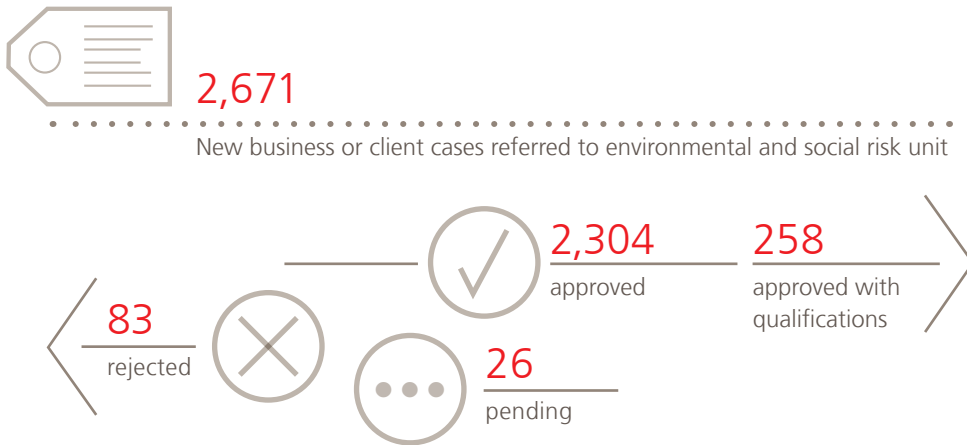 2,671
New business or client cases referred to environmental and social risk unit
2,304
approved
258
approved with
qualifications
83
rejected
26
pending